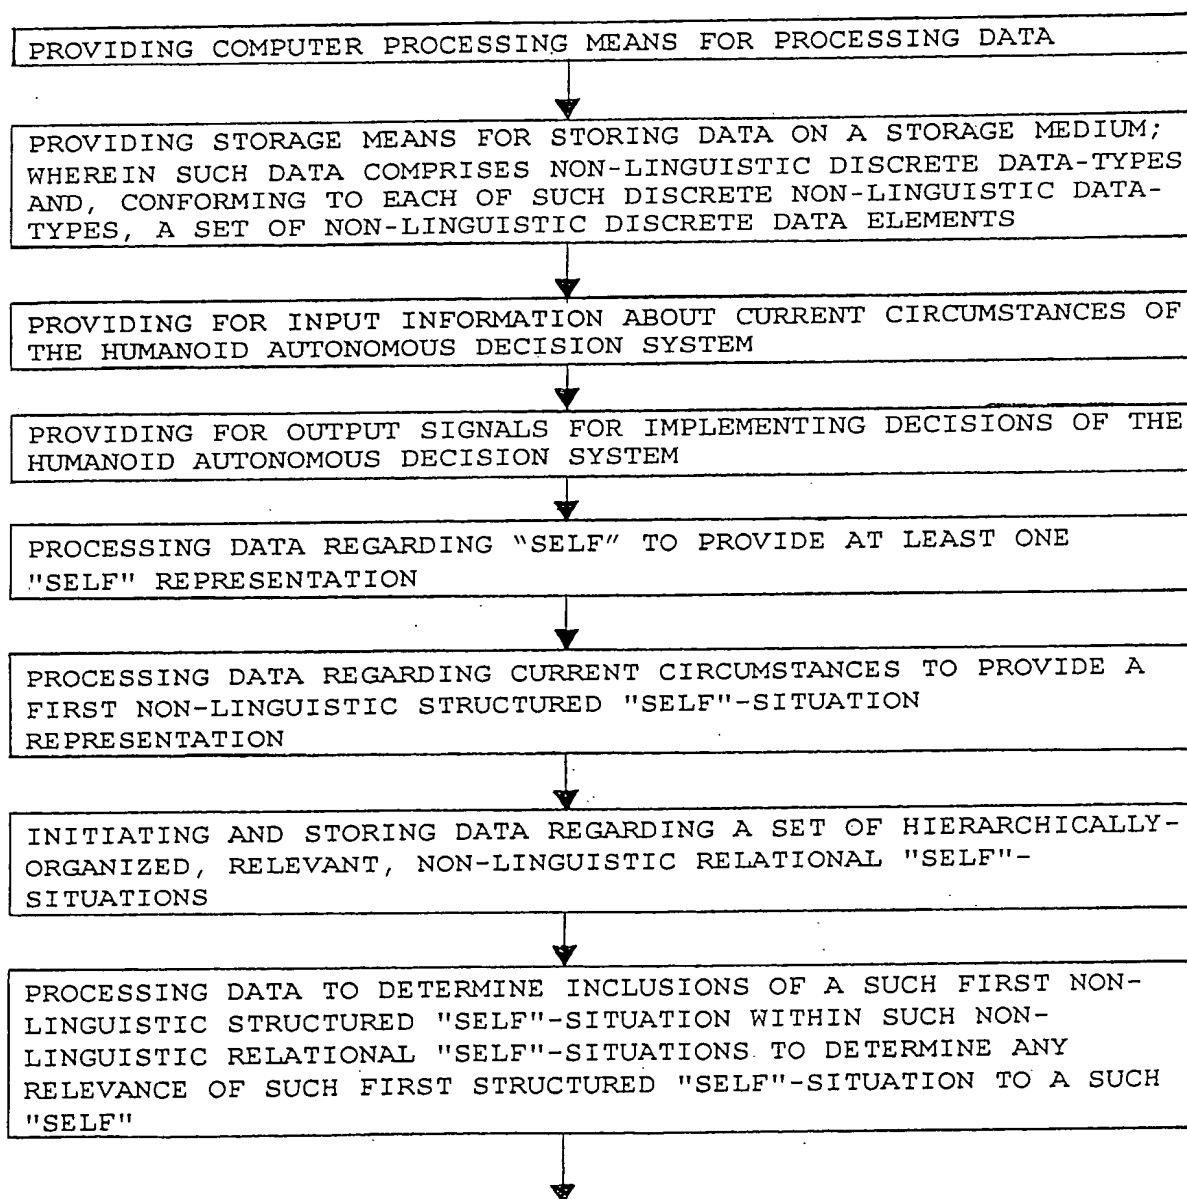 PROVIDING COMPUTER PROCESSING MEANS FOR PROCESSING DATA
PROVIDING STORAGE MEANS FOR STORING DATA ON A STORAGE MEDIUM;
WHEREIN SUCH DATA COMPRISES NON-LINGUISTIC DISCRETE DATA-TYPES
AND, CONFORMING TO EACH OF SUCH DISCRETE NON-LINGUISTIC DATA-
TYPES, A SET OF NON-LINGUISTIC DISCRETE DATA ELEMENTS
PROVIDING FOR INPUT INFORMATION ABOUT CURRENT CIRCUMSTANCES OF
THE HUMANOID AUTONOMOUS DECISION SYSTEM
PROVIDING FOR OUTPUT SIGNALS FOR IMPLEMENTING DECISIONS OF THE
HUMANOID AUTONOMOUS DECISION SYSTEM
PROCESSING DATA REGARDING “SELF” TO PROVIDE AT LEAST ONE
"SELF" REPRESENTATION
PROCESSING DATA REGARDING CURRENT CIRCUMSTANCES TO PROVIDE A
FIRST NON-LINGUISTIC STRUCTURED "SELF"-SITUATION
REPRESENTATION
INITIATING AND STORING DATA REGARDING A SET OF HIERARCHICALLY-
ORGANIZED, RELEVANT, NON-LINGUISTIC RELATIONAL "SELF"-
SITUATIONS
PROCESSING DATA TO DETERMINE INCLUSIONS OF A SUCH FIRST NON-
LINGUISTIC STRUCTURED "SELF"-SITUATION WITHIN SUCH NON-
LINGUISTIC RELATIONAL "SELF"-SITUATIONS TO DETERMINE ANY
RELEVANCE OF SUCH FIRST STRUCTURED "SELF"-SITUATION TO A SUCH
"SELF"